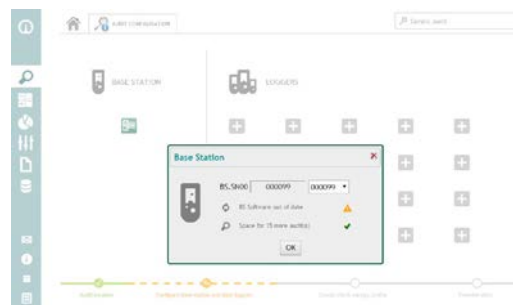 AUDIT CONFIGURATION
Generic event
BASE STATION
LOGGERS
Base Station
BS.SN00 000099 000099
BS Software out of date
Space for 15 more audit(s)
OK